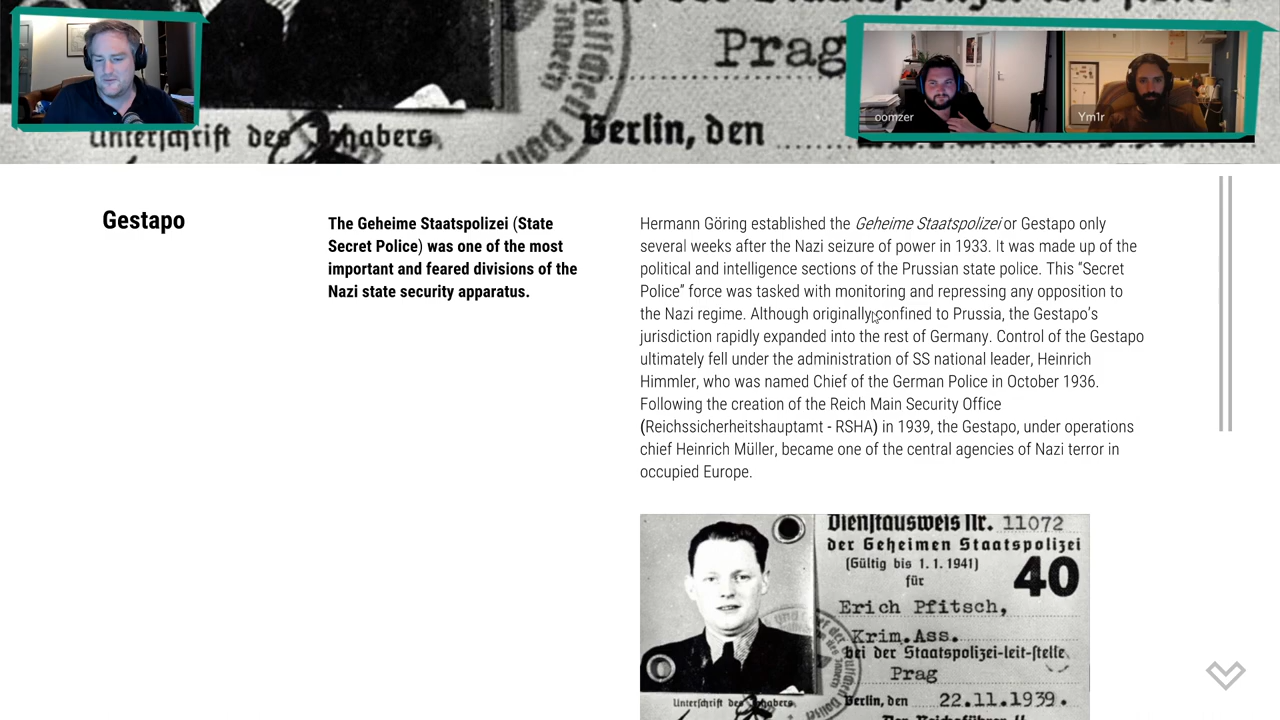 Prag
Unterschrift des Inhabers
Berlin, den
oomzer
Ym1r
Gestapo
The Geheime Staatspolizei (State
Secret Police) was one of the most
important and feared divisions of the
Nazi state security apparatus.
Hermann Göring established the Geheime Staatspolizei or Gestapo only
several weeks after the Nazi seizure of power in 1933. It was made up of the
political and intelligence sections of the Prussian state police. This “Secret
Police” force was tasked with monitoring and repressing any opposition to
the Nazi regime. Although originally confined to Prussia, the Gestapo’s
jurisdiction rapidly expanded into the rest of Germany. Control of the Gestapo
ultimately fell under the administration of SS national leader, Heinrich
Himmler, who was named Chief of the German Police in October 1936.
Following the creation of the Reich Main Security Office
(Reichssicherheitshauptamt - RSHA) in 1939, the Gestapo, under operations
chief Heinrich Müller, became one of the central agencies of Nazi terror in
occupied Europe.
Dienstausweis Nr. 11072
der Geheimen Staatspolizei
(Gültig bis 1.1.1941)
40
für
Erich Pfitsch,
Krim.Ass.
bei der Staatspolizei-leit-stelle
Prag
Unterschrift des Inhabers
Berlin, den 22.11.1939.
Der Reichsführer SS